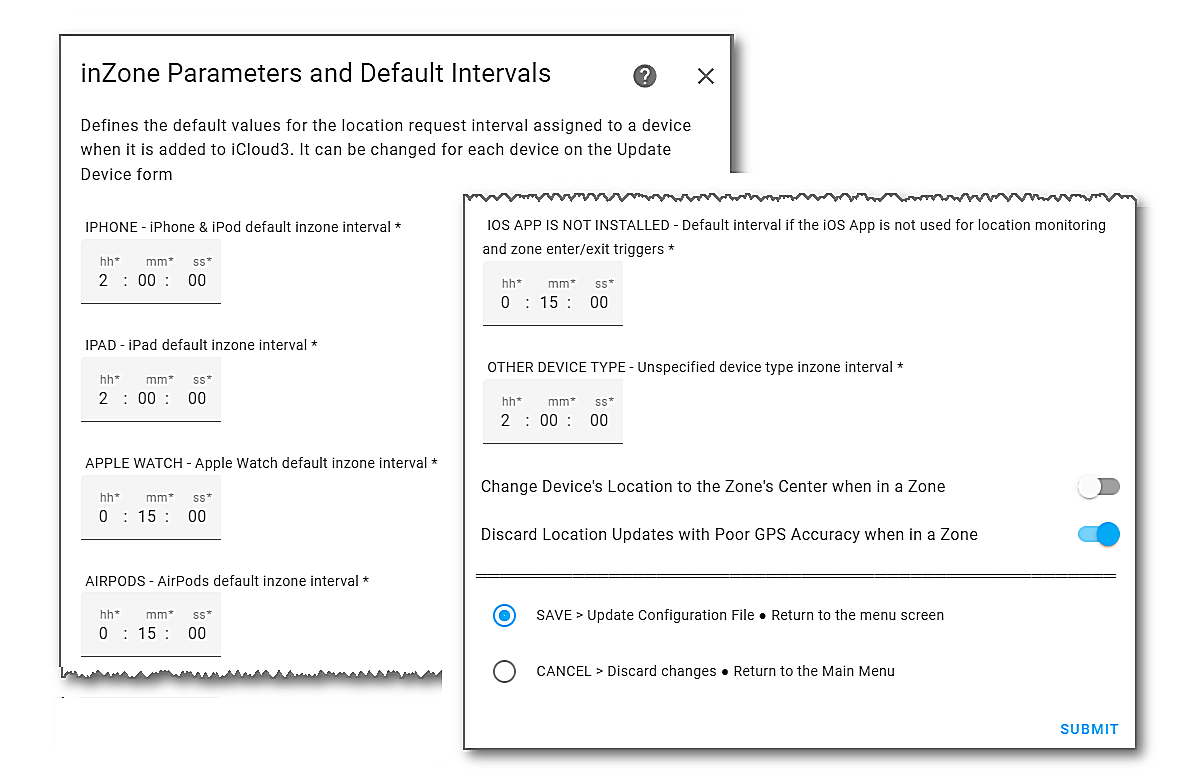 inZone Parameters and Default Intervals
Defines the default values for the location request interval assigned to a device
when it is added to iCloud3. It can be changed for each device on the Update
Device form
IPHONE - iPhone & iPod default inzone interval *
hh* mm* ss*
2 : 00 : 00
IPAD - iPad default inzone interval *
hh* mm* ss*
2 : 00 : 00
APPLE WATCH - Apple Watch default inzone interval *
hh* mm* ss*
0 : 15 : 00
AIRPODS - AirPods default inzone interval *
hh* mm* ss*
0 : 15 : 00
IOS APP IS NOT INSTALLED - Default interval if the iOS App is not used for location monitoring
and zone enter/exit triggers *
hh* mm* ss*
0 : 15 : 00
OTHER DEVICE TYPE - Unspecified device type inzone interval *
hh* mm* ss*
2 : 00 : 00
Change Device's Location to the Zone's Center when in a Zone
Discard Location Updates with Poor GPS Accuracy when in a Zone
SAVE > Update Configuration File ● Return to the menu screen
CANCEL > Discard changes ● Return to the Main Menu
SUBMIT